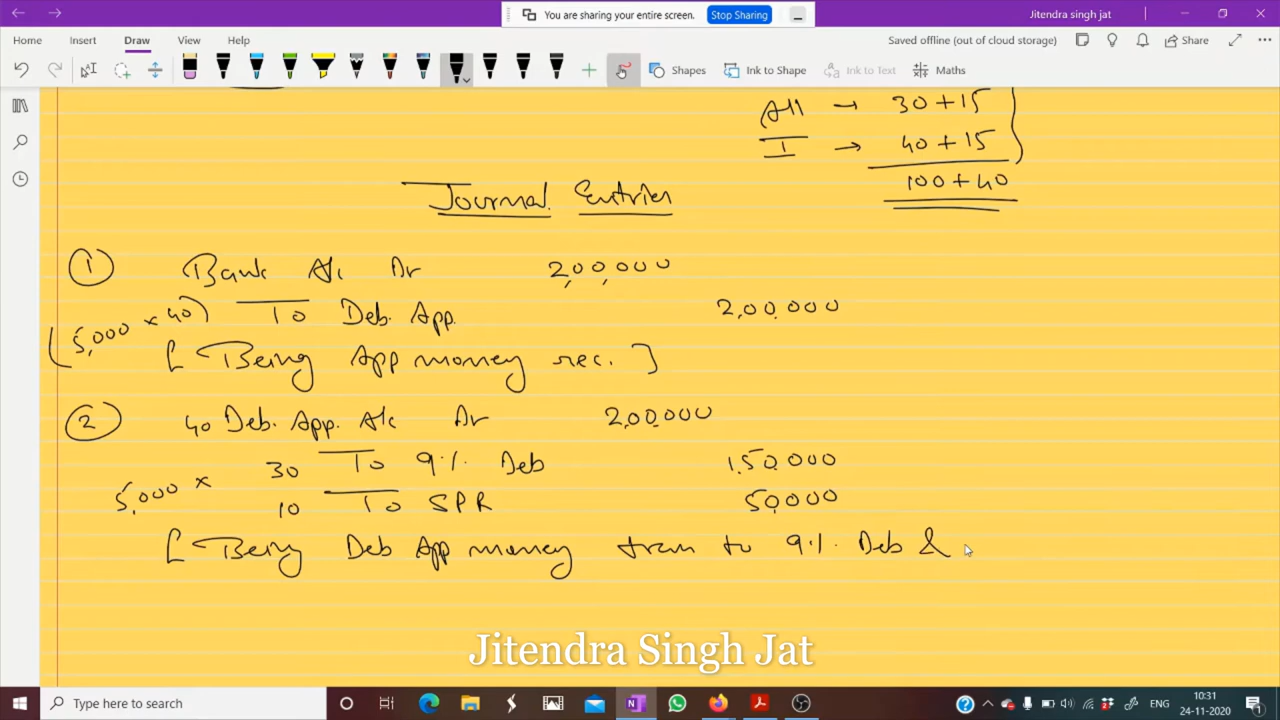 You are sharing your entire screen. Stop Sharing
Jitendra singh jat
Home Insert Draw View Help
Saved offline (out of cloud storage)
Share
Shapes
Ink to Shape
Ink to Text
Maths
All → 30+15
I → 40+15
100+40
Journal Entries
1 Bank A/c Dr 2,00,000
(5,000 × 40) To Deb. App. 2,00,000
[ Being App money rec. ]
2 40 Deb. App. A/c Dr 2,00,000
30 To 9% Deb 1,50,000
5,000 ×
10 To SPR 50,000
[ Being Deb App money tran to 9% Deb &
Jitendra Singh Jat
Type here to search
ENG
10:31
24-11-2020
1